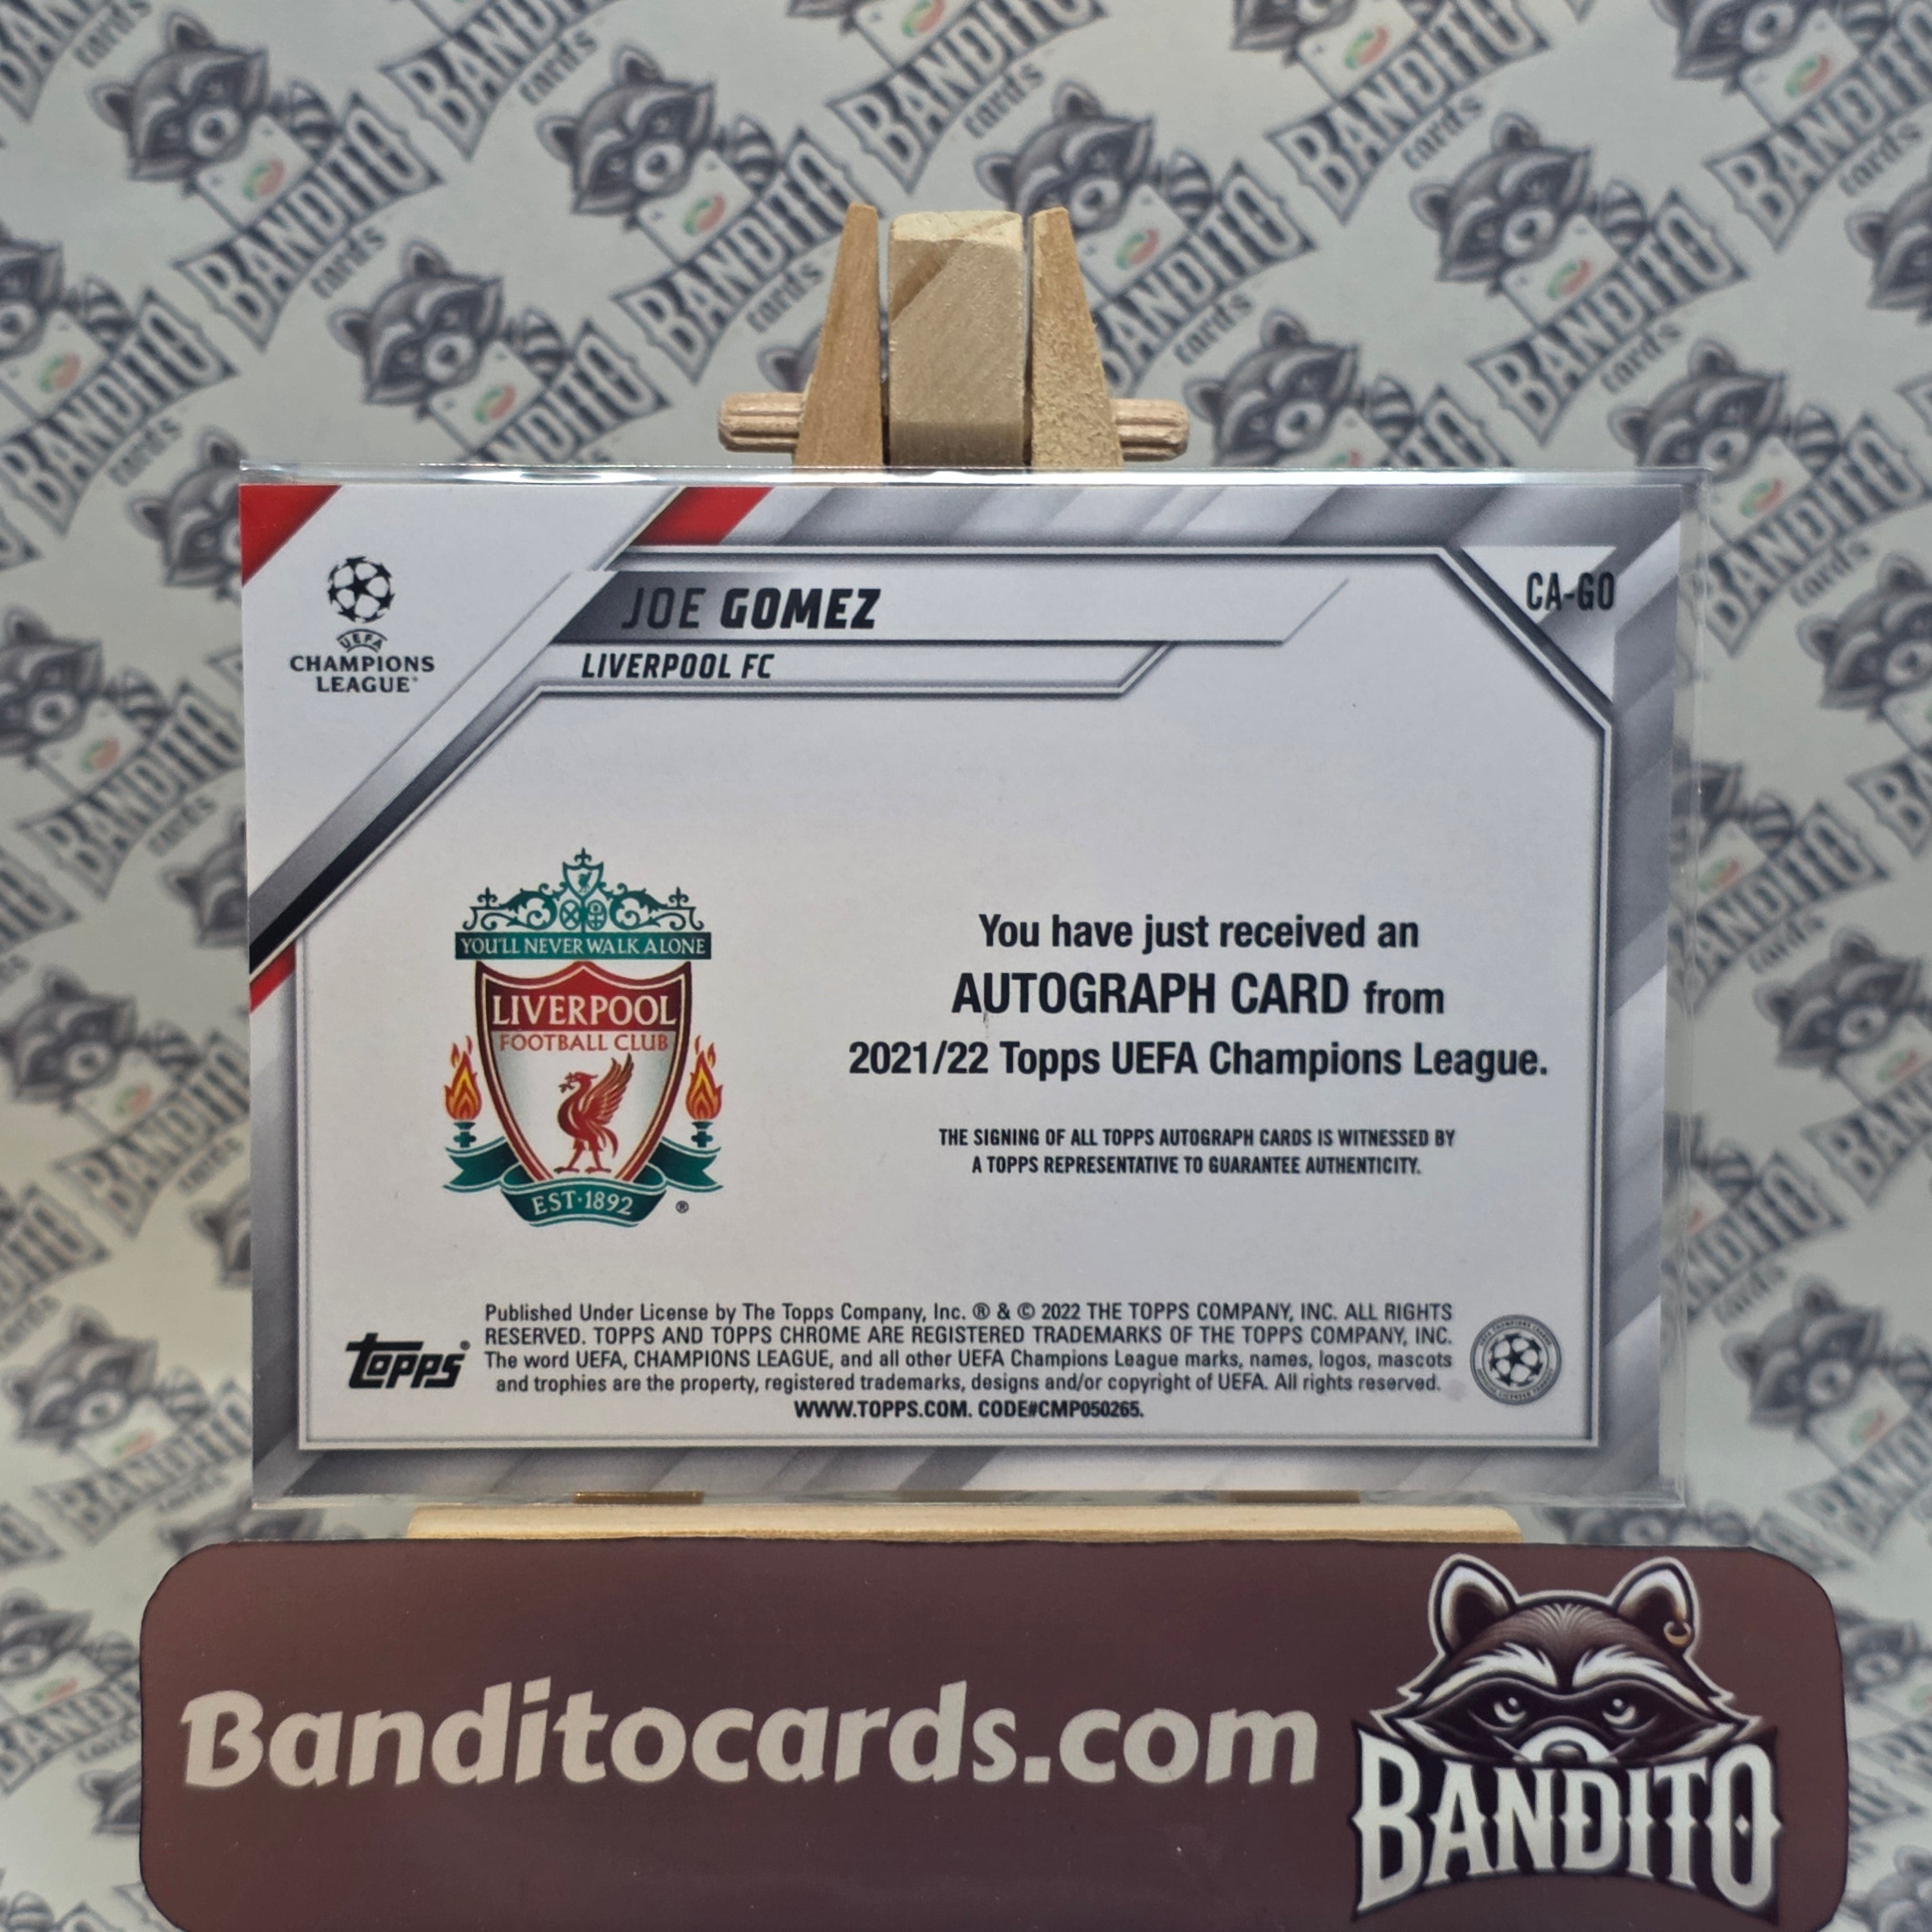 UEFA
CHAMPIONS
LEAGUE
JOE GOMEZ
LIVERPOOL FC
CA-GO
YOU'LL NEVER WALK ALONE
LIVERPOOL
FOOTBALL CLUB
EST·1892
®
You have just received an
AUTOGRAPH CARD from
2021/22 Topps UEFA Champions League.
THE SIGNING OF ALL TOPPS AUTOGRAPH CARDS IS WITNESSED BY
A TOPPS REPRESENTATIVE TO GUARANTEE AUTHENTICITY.
topps®
Published Under License by The Topps Company, Inc. ® & © 2022 THE TOPPS COMPANY, INC. ALL RIGHTS
RESERVED. TOPPS AND TOPPS CHROME ARE REGISTERED TRADEMARKS OF THE TOPPS COMPANY, INC.
The word UEFA, CHAMPIONS LEAGUE, and all other UEFA Champions League marks, names, logos, mascots
and trophies are the property, registered trademarks, designs and/or copyright of UEFA. All rights reserved.
WWW.TOPPS.COM. CODE#CMP050265.
Banditocards.com
BANDITO
BANDITO
cards